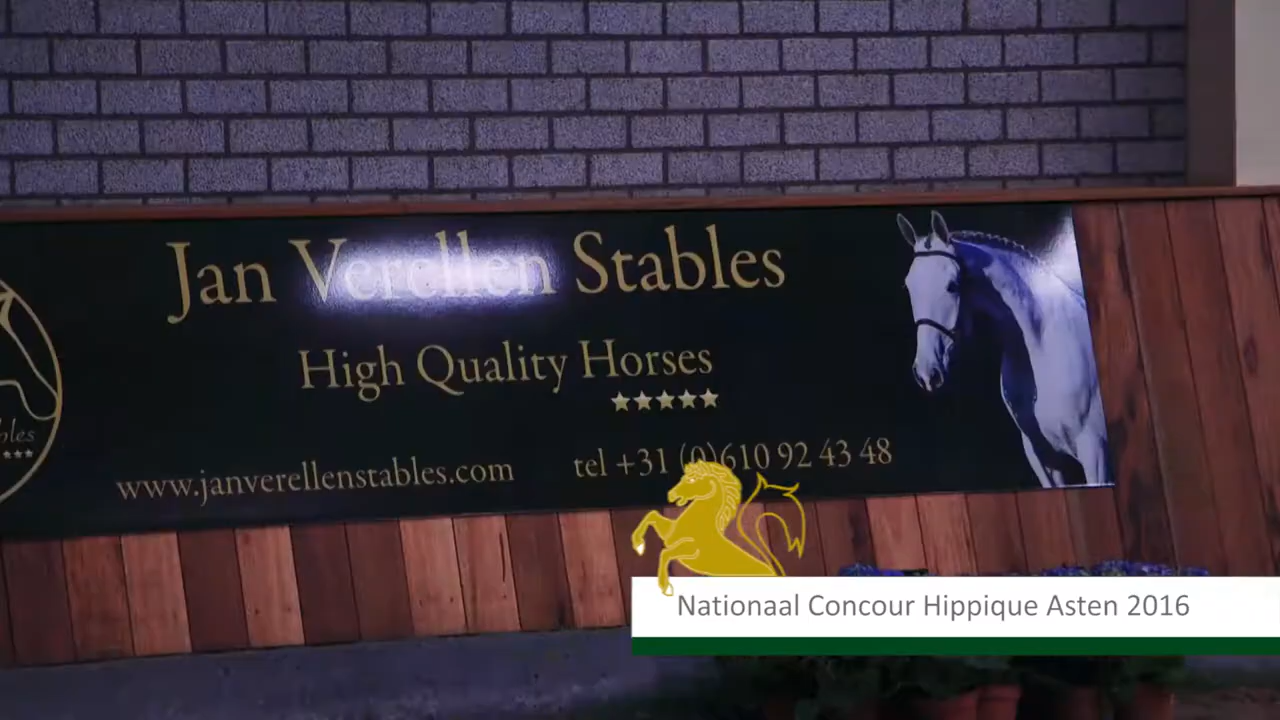 Jan Verellen Stables
High Quality Horses
bles
www.janverellenstables.com
tel +31 (0)610 92 43 48
Nationaal Concour Hippique Asten 2016